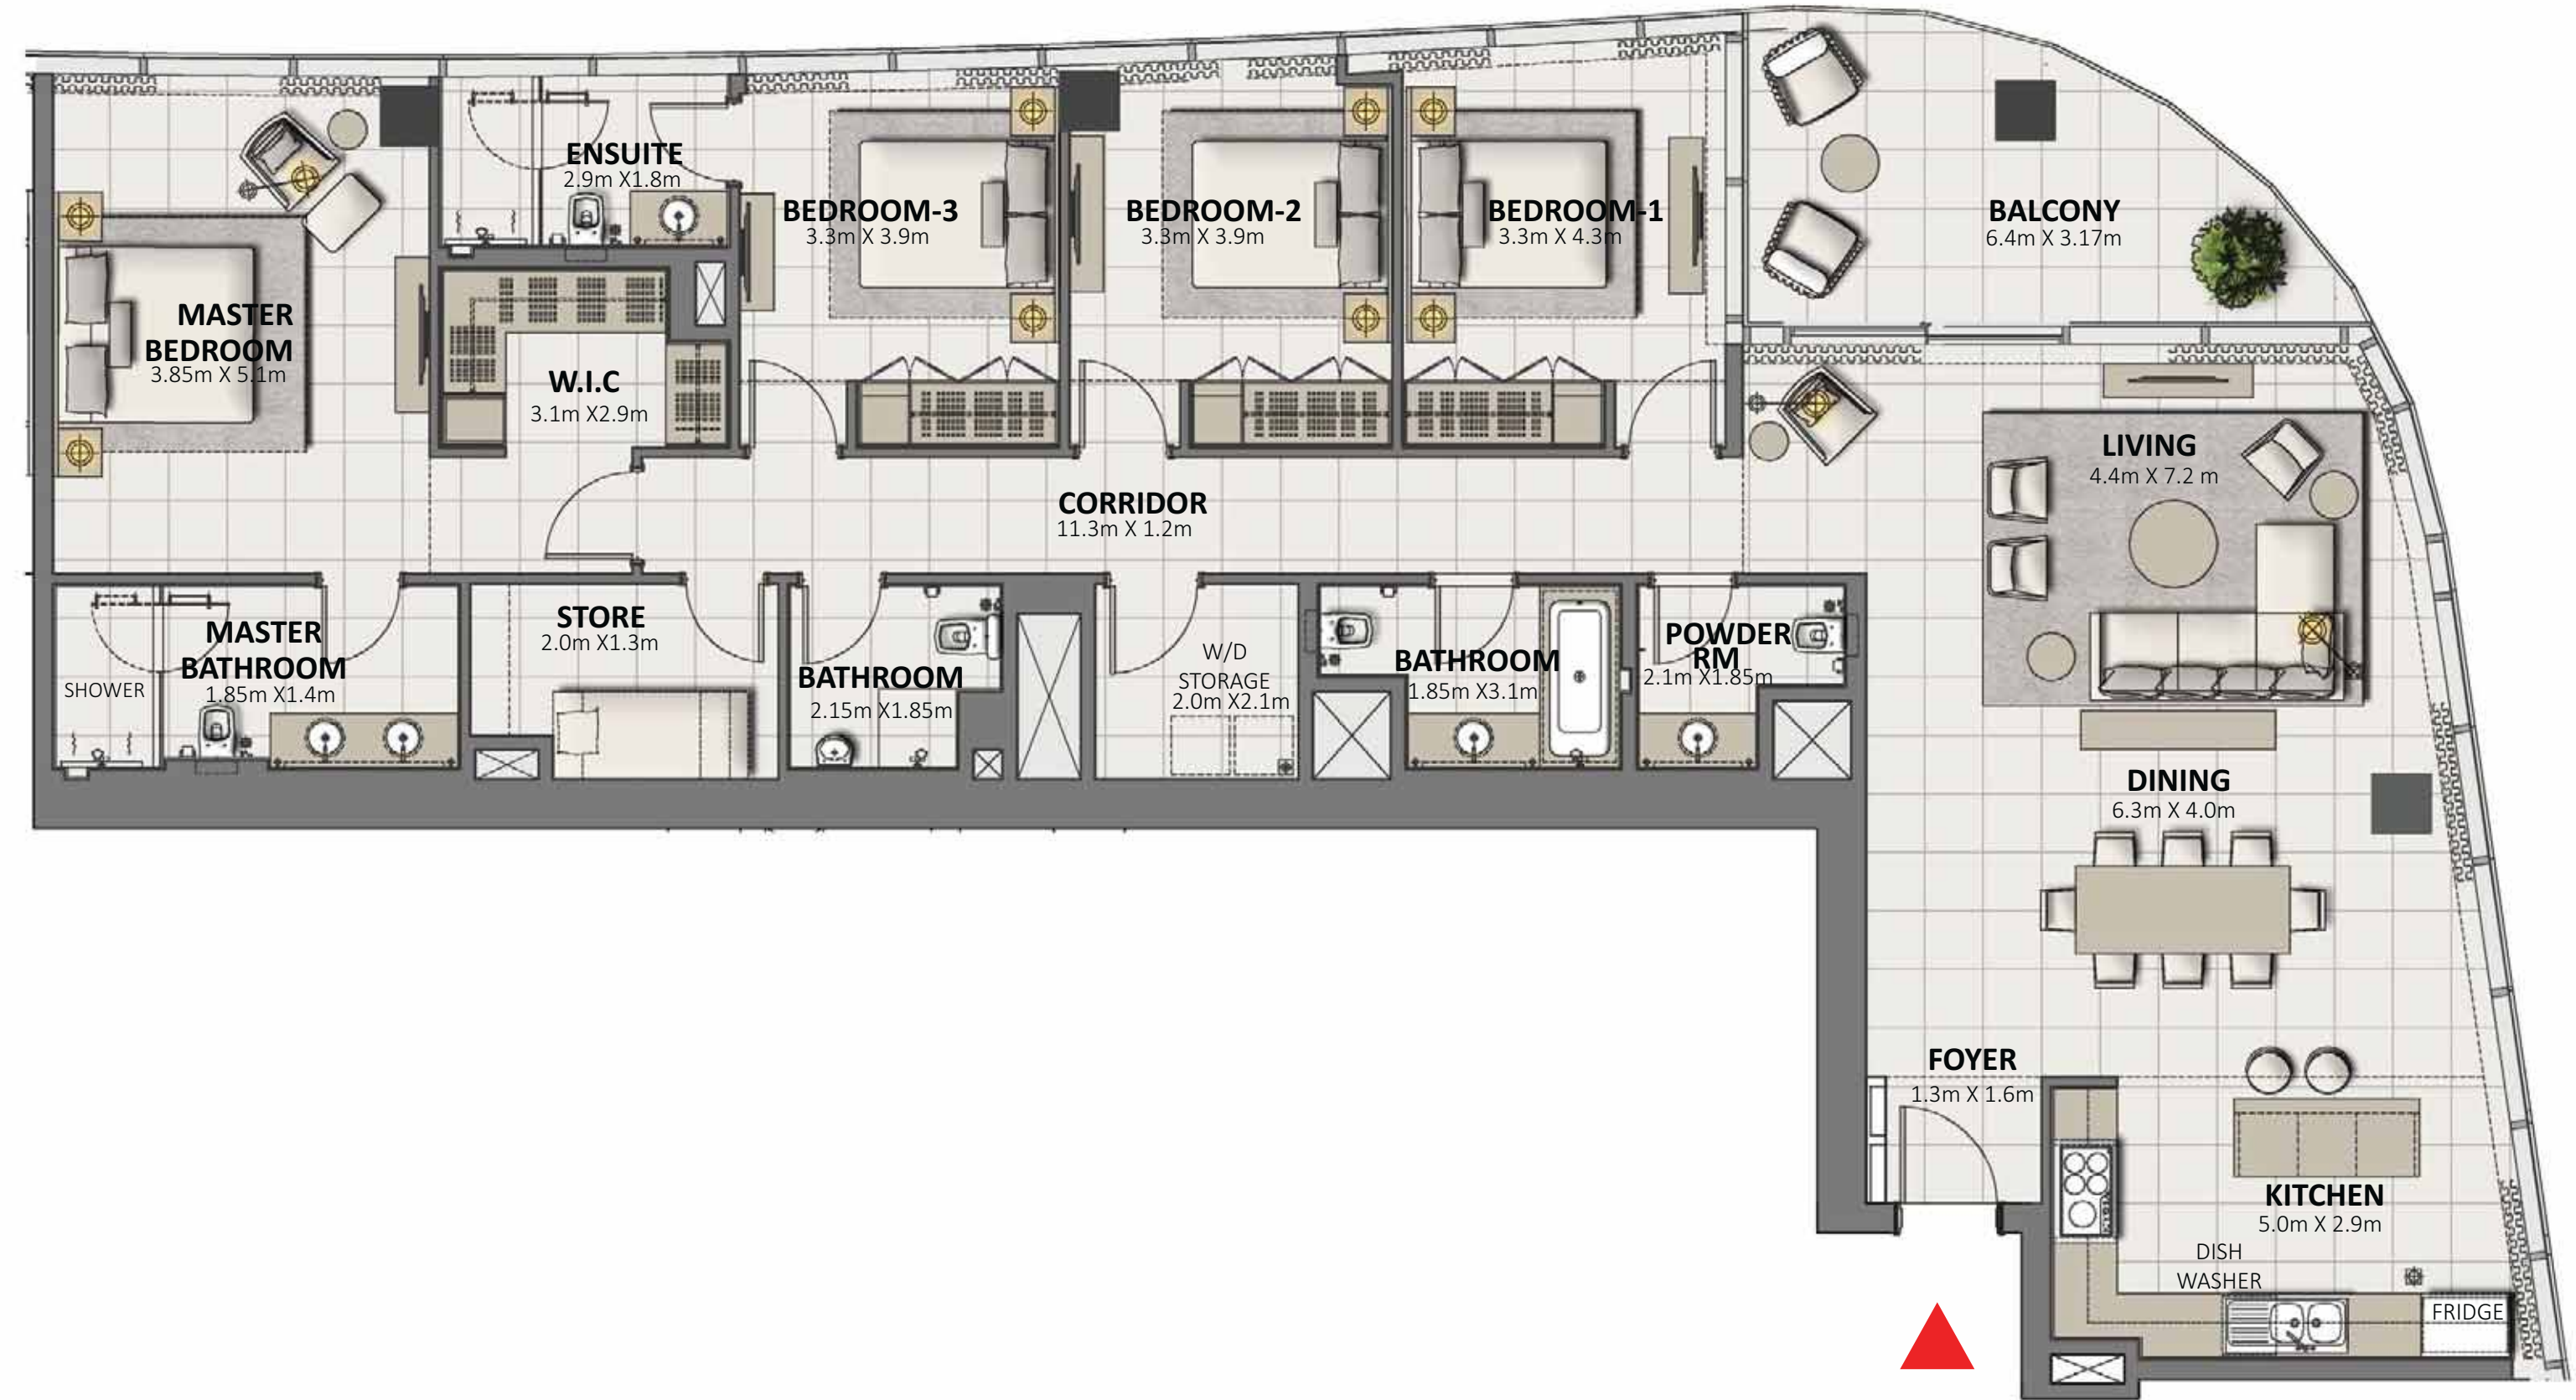 ENSUITE
2.9m X1.8m
BEDROOM-3
3.3m X 3.9m
BEDROOM-2
3.3m X 3.9m
BEDROOM-1
3.3m X 4.3m
BALCONY
6.4m X 3.17m
MASTER
BEDROOM
3.85m X 5.1m
W.I.C
3.1m X2.9m
LIVING
4.4m X 7.2 m
CORRIDOR
11.3m X 1.2m
MASTER
BATHROOM
1.85m X1.4m
SHOWER
STORE
2.0m X1.3m
BATHROOM
2.15m X1.85m
W/D
STORAGE
2.0m X2.1m
BATHROOM
1.85m X3.1m
POWDER
RM
2.1m X1.85m
DINING
6.3m X 4.0m
FOYER
1.3m X 1.6m
KITCHEN
5.0m X 2.9m
DISH
WASHER
FRIDGE